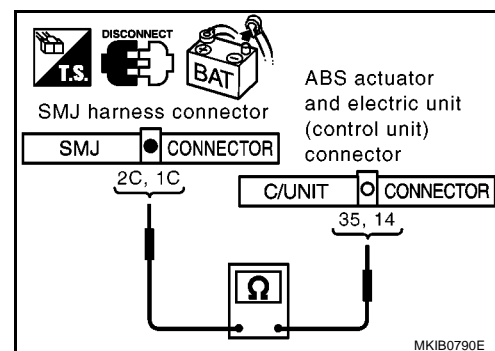 DISCONNECT
T.S.
BAT
SMJ harness connector
SMJ CONNECTOR
2C, 1C
ABS actuator
and electric unit
(control unit)
connector
C/UNIT CONNECTOR
35, 14
Ω
MKIB0790E